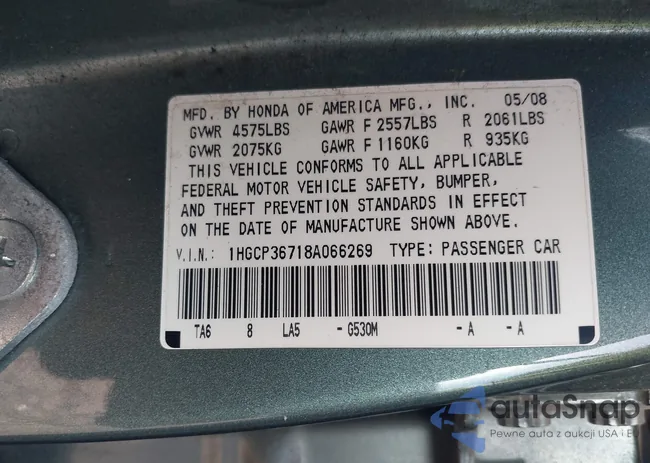 MFD. BY HONDA OF AMERICA MFG., INC. 05/08
GVWR 4575LBS GAWR F 2557LBS R 2061LBS
GVWR 2075KG GAWR F 1160KG R 935KG
THIS VEHICLE CONFORMS TO ALL APPLICABLE
FEDERAL MOTOR VEHICLE SAFETY, BUMPER,
AND THEFT PREVENTION STANDARDS IN EFFECT
ON THE DATE OF MANUFACTURE SHOWN ABOVE.
V.I.N: 1HGCP36718A066269 TYPE: PASSENGER CAR
TA6 8 LA5 - G530M - A - A
autoSnap
Pewne auta z aukcji USA i EU